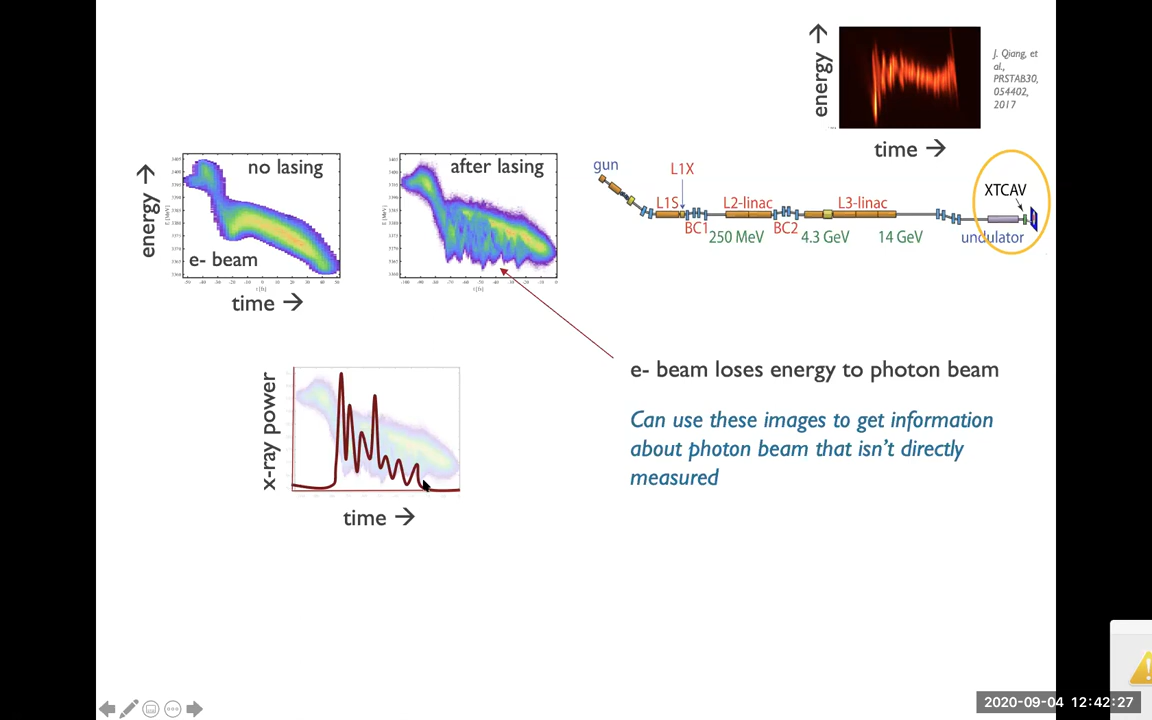 energy →
J. Qiang, et
al.,
PRSTAB30,
054402,
2017
time →
no lasing
e- beam
energy →
time →
after lasing
gun
L1X
L1S
BC1
L2-linac
250 MeV
BC2
L3-linac
4.3 GeV
14 GeV
XTCAV
undulator
e- beam loses energy to photon beam
Can use these images to get information
about photon beam that isn't directly
measured
x-ray power
time →
2020-09-04 12:42:27